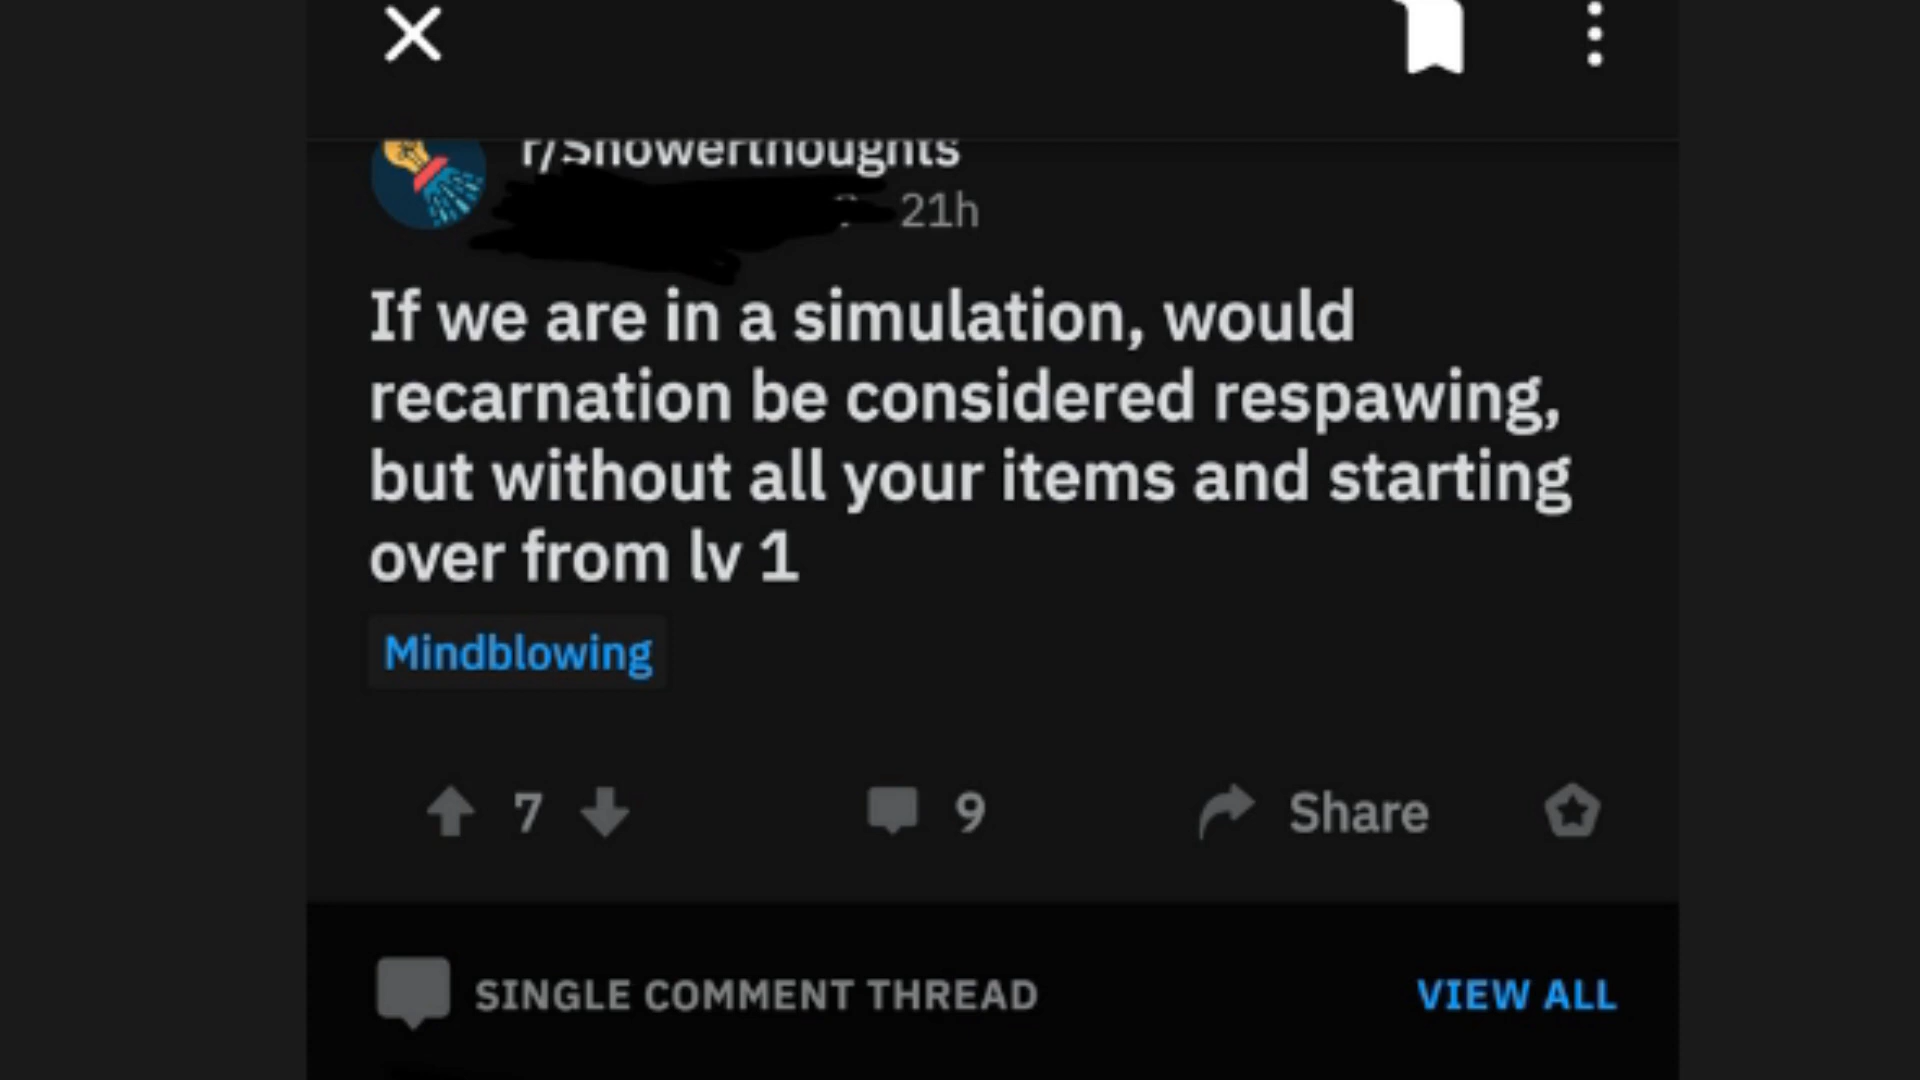 r/Showerthoughts
21h
If we are in a simulation, would
recarnation be considered respawing,
but without all your items and starting
over from lv 1
Mindblowing
7
9
Share
SINGLE COMMENT THREAD
VIEW ALL